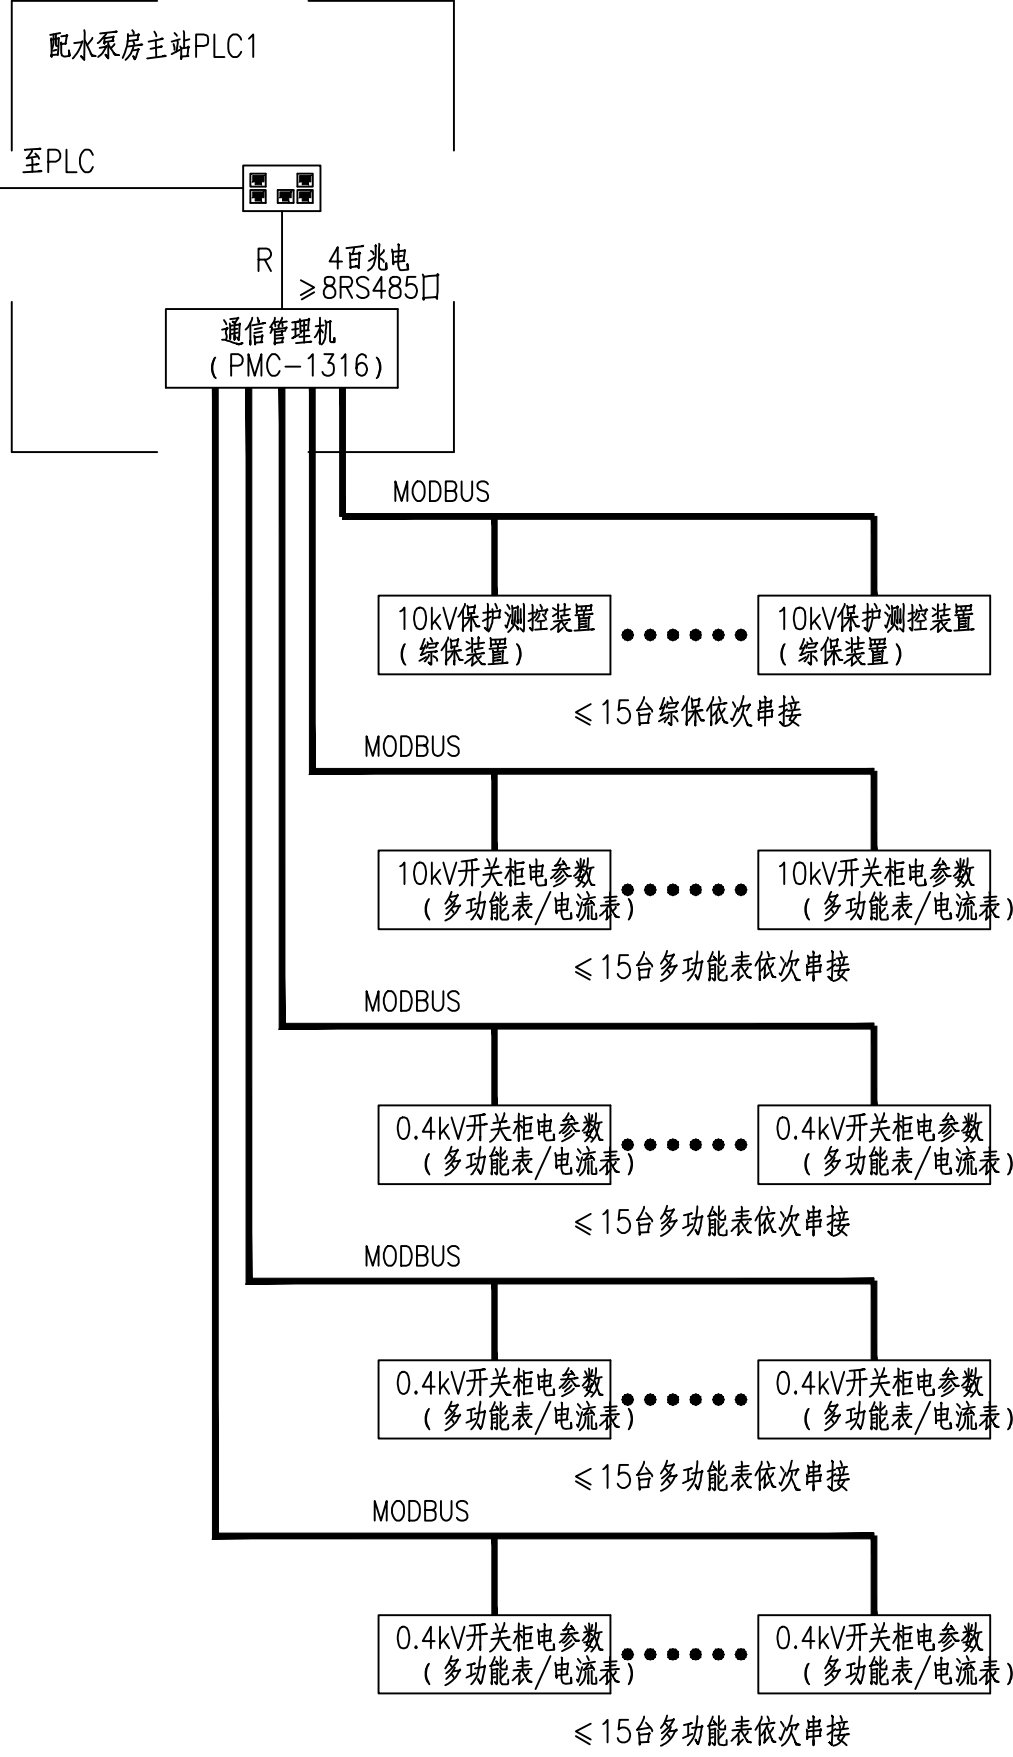 配水泵房主站PLC1
至PLC
R
4百兆电
≥8RS485口
通信管理机
(PMC-1316)
MODBUS
10kV保护测控装置
(综保装置)
10kV保护测控装置
(综保装置)
≤15台综保依次串接
MODBUS
10kV开关柜电参数
(多功能表/电流表)
10kV开关柜电参数
(多功能表/电流表)
≤15台多功能表依次串接
MODBUS
0.4kV开关柜电参数
(多功能表/电流表)
0.4kV开关柜电参数
(多功能表/电流表)
≤15台多功能表依次串接
MODBUS
0.4kV开关柜电参数
(多功能表/电流表)
0.4kV开关柜电参数
(多功能表/电流表)
≤15台多功能表依次串接
MODBUS
0.4kV开关柜电参数
(多功能表/电流表)
0.4kV开关柜电参数
(多功能表/电流表)
≤15台多功能表依次串接